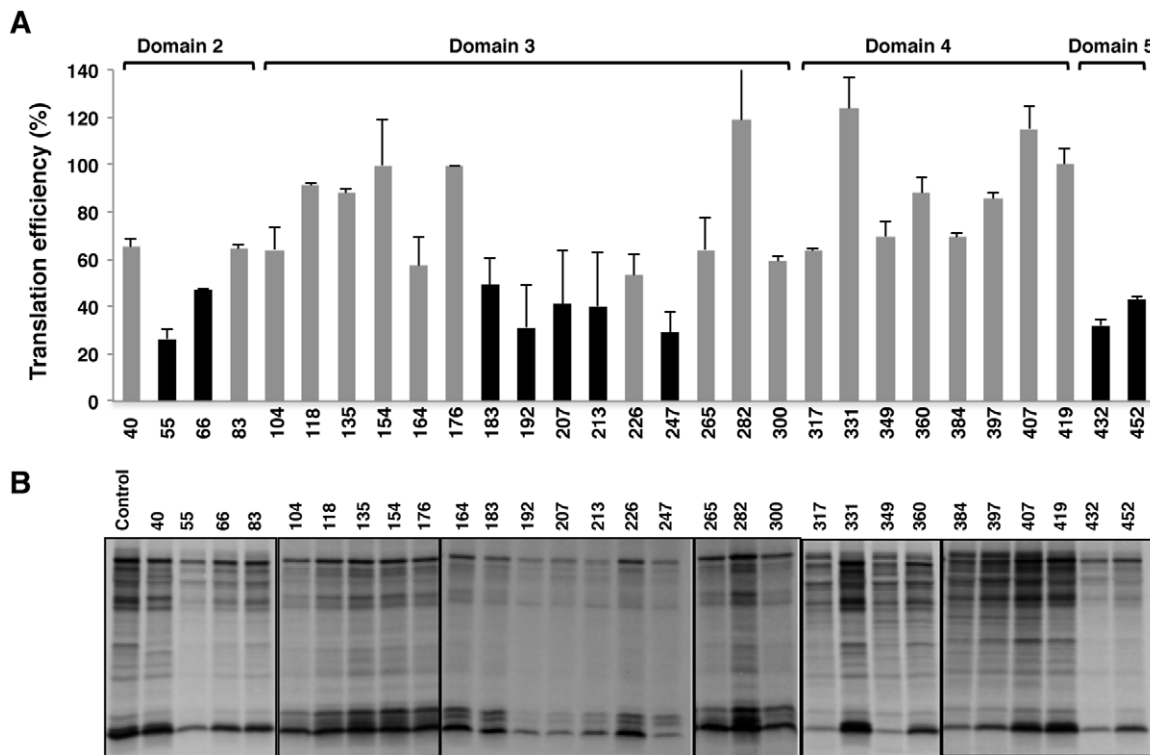 A
Domain 2 Domain 3 Domain 4 Domain 5
Translation efficiency (%)
140
120
100
80
60
40
20
0
40 55 66 83 104 118 135 154 164 176 183 192 207 213 226 247 265 282 300 317 331 349 360 384 397 407 419 432 452
B
Control 40 55 66 83 104 118 135 154 176 164 183 192 207 213 226 247 265 282 300 317 331 349 360 384 397 407 419 432 452